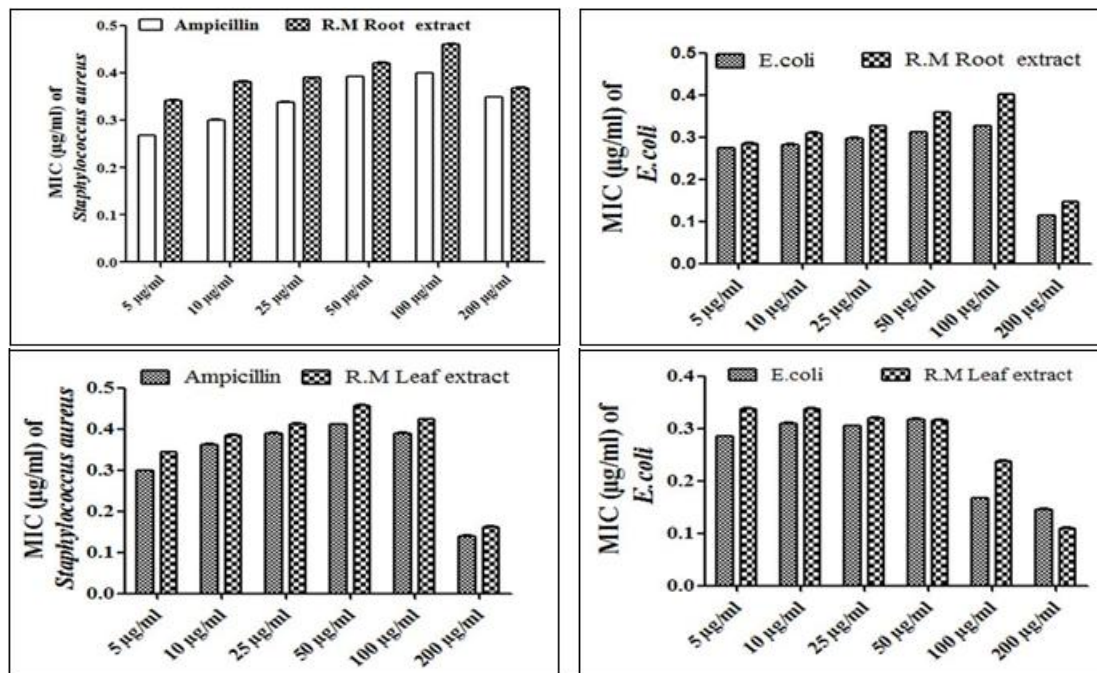 Ampicillin R.M Root extract
MIC (µg/ml) of
Staphylococcus aureus
0.5
0.4
0.3
0.2
0.1
0.0
5 µg/ml 10 µg/ml 25 µg/ml 50 µg/ml 100 µg/ml 200 µg/ml
E.coli R.M Root extract
MIC (µg/ml) of
E.coli
0.5
0.4
0.3
0.2
0.1
0.0
5 µg/ml 10 µg/ml 25 µg/ml 50 µg/ml 100 µg/ml 200 µg/ml
Ampicillin R.M Leaf extract
MIC (µg/ml) of
Staphylococcus aureus
0.5
0.4
0.3
0.2
0.1
0.0
5 µg/ml 10 µg/ml 25 µg/ml 50 µg/ml 100 µg/ml 200 µg/ml
E.coli R.M Leaf extract
MIC (µg/ml) of
E.coli
0.4
0.3
0.2
0.1
0.0
5 µg/ml 10 µg/ml 25 µg/ml 50 µg/ml 100 µg/ml 200 µg/ml